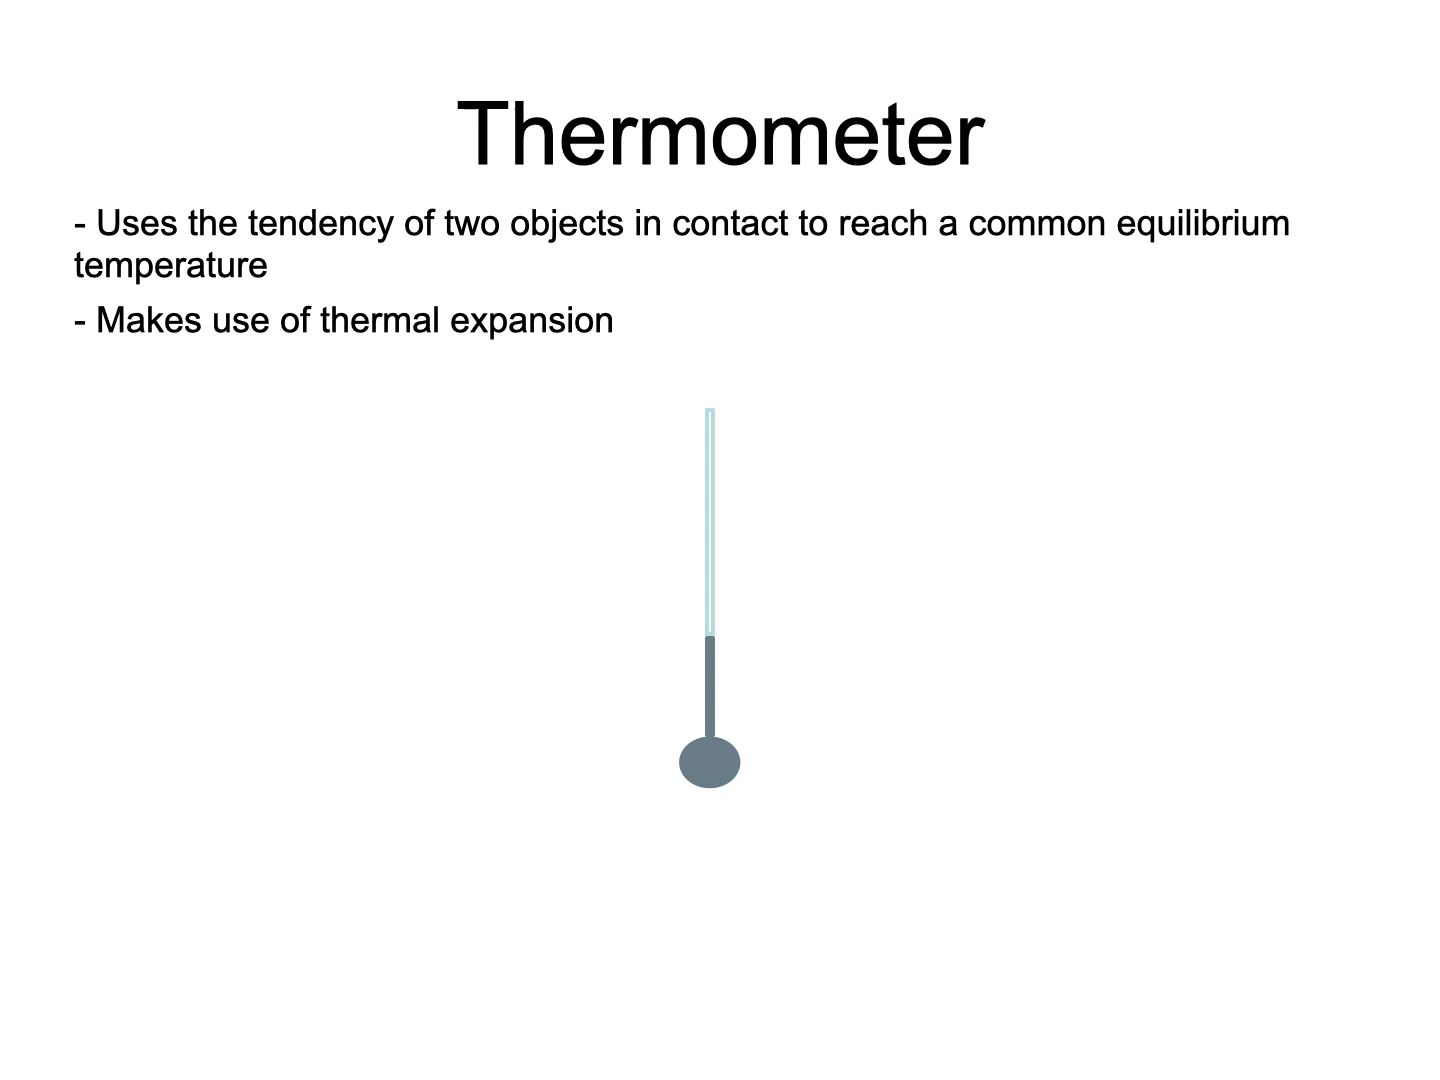 Thermometer
- Uses the tendency of two objects in contact to reach a common equilibrium
temperature
- Makes use of thermal expansion